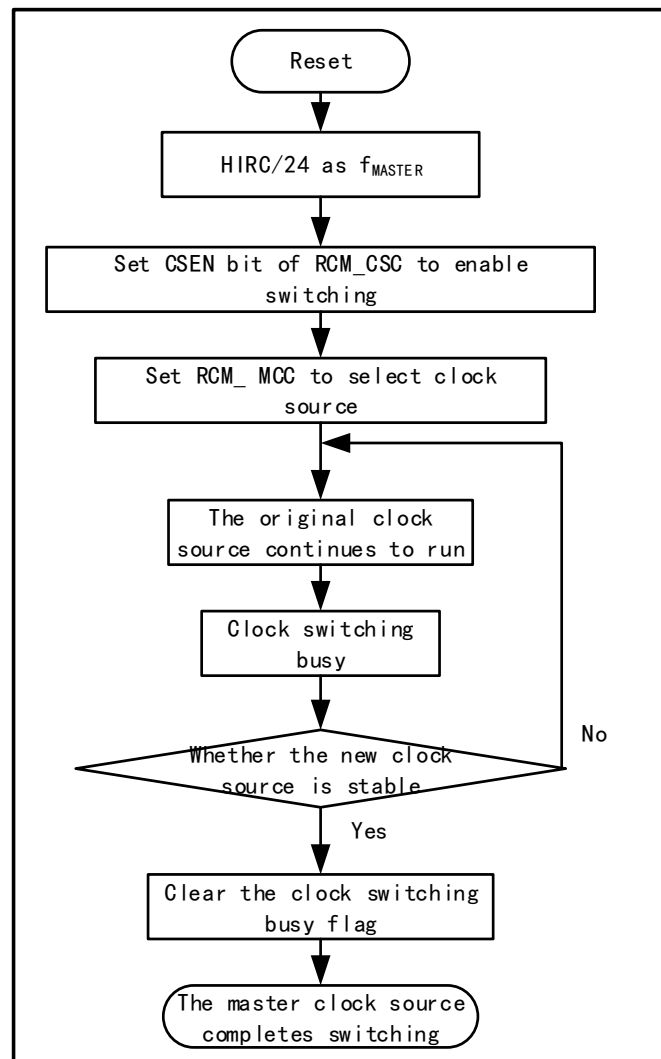 Reset
HIRC/24 as fMASTER
Set CSEN bit of RCM_CSC to enable
switching
Set RCM_ MCC to select clock
source
The original clock
source continues to run
Clock switching
busy
Whether the new clock
source is stable
No
Yes
Clear the clock switching
busy flag
The master clock source
completes switching